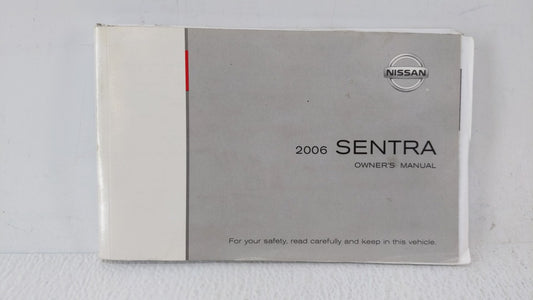 NISSAN
2006 SENTRA
OWNER'S MANUAL
For your safety, read carefully and keep in this vehicle.